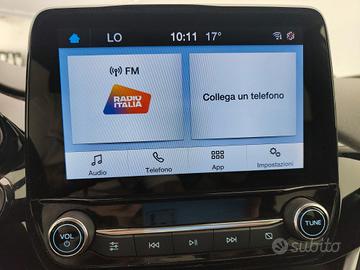 LO 10:11 17°
FM
RADIO
ITALIA
Collega un telefono
Audio Telefono App Impostazioni
VOL
TUNE
subito